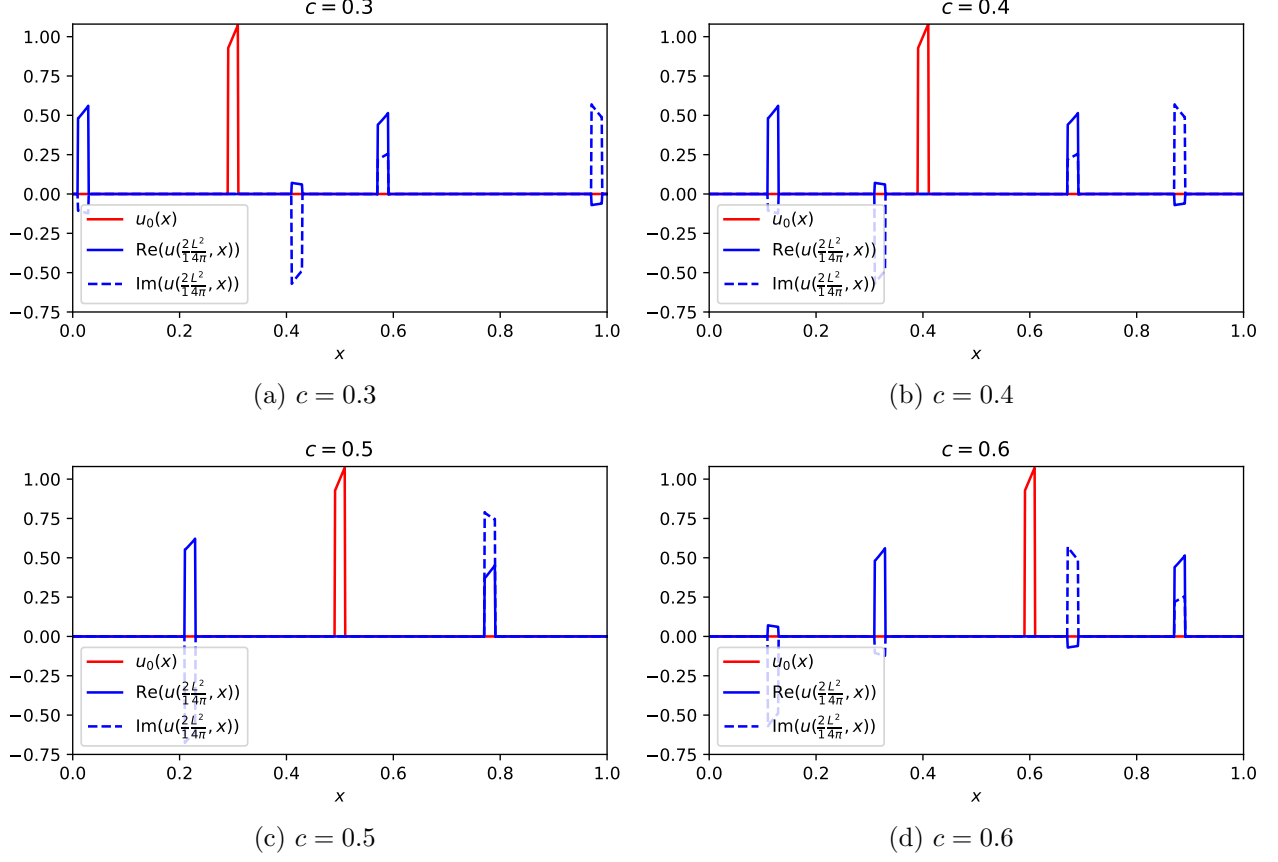 c = 0.3
1.00
0.75
0.50
0.25
0.00
−0.25
−0.50
−0.75
u₀(x)
Re(u(2/1 L²/4π, x))
Im(u(2/1 L²/4π, x))
0.0 0.2 0.4 0.6 0.8 1.0
x
(a) c = 0.3
c = 0.4
1.00
0.75
0.50
0.25
0.00
−0.25
−0.50
−0.75
u₀(x)
Re(u(2/1 L²/4π, x))
Im(u(2/1 L²/4π, x))
0.0 0.2 0.4 0.6 0.8 1.0
x
(b) c = 0.4
c = 0.5
1.00
0.75
0.50
0.25
0.00
−0.25
−0.50
−0.75
u₀(x)
Re(u(2/1 L²/4π, x))
Im(u(2/1 L²/4π, x))
0.0 0.2 0.4 0.6 0.8 1.0
x
(c) c = 0.5
c = 0.6
1.00
0.75
0.50
0.25
0.00
−0.25
−0.50
−0.75
u₀(x)
Re(u(2/1 L²/4π, x))
Im(u(2/1 L²/4π, x))
0.0 0.2 0.4 0.6 0.8 1.0
x
(d) c = 0.6